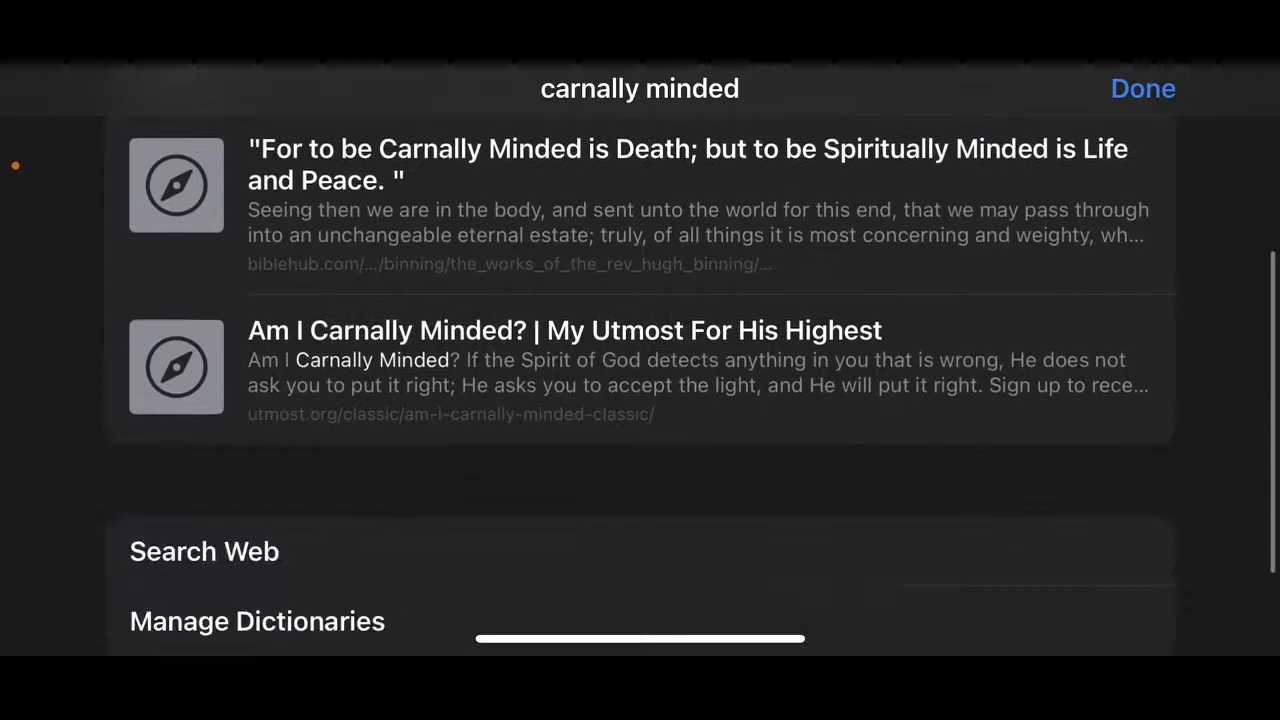 carnally minded
Done
"For to be Carnally Minded is Death; but to be Spiritually Minded is Life
and Peace. "
Seeing then we are in the body, and sent unto the world for this end, that we may pass through
into an unchangeable eternal estate; truly, of all things it is most concerning and weighty, wh...
biblehub.com/.../binning/the_works_of_the_rev_hugh_binning/...
Am I Carnally Minded? | My Utmost For His Highest
Am I Carnally Minded? If the Spirit of God detects anything in you that is wrong, He does not
ask you to put it right; He asks you to accept the light, and He will put it right. Sign up to rece...
utmost.org/classic/am-i-carnally-minded-classic/
Search Web
Manage Dictionaries